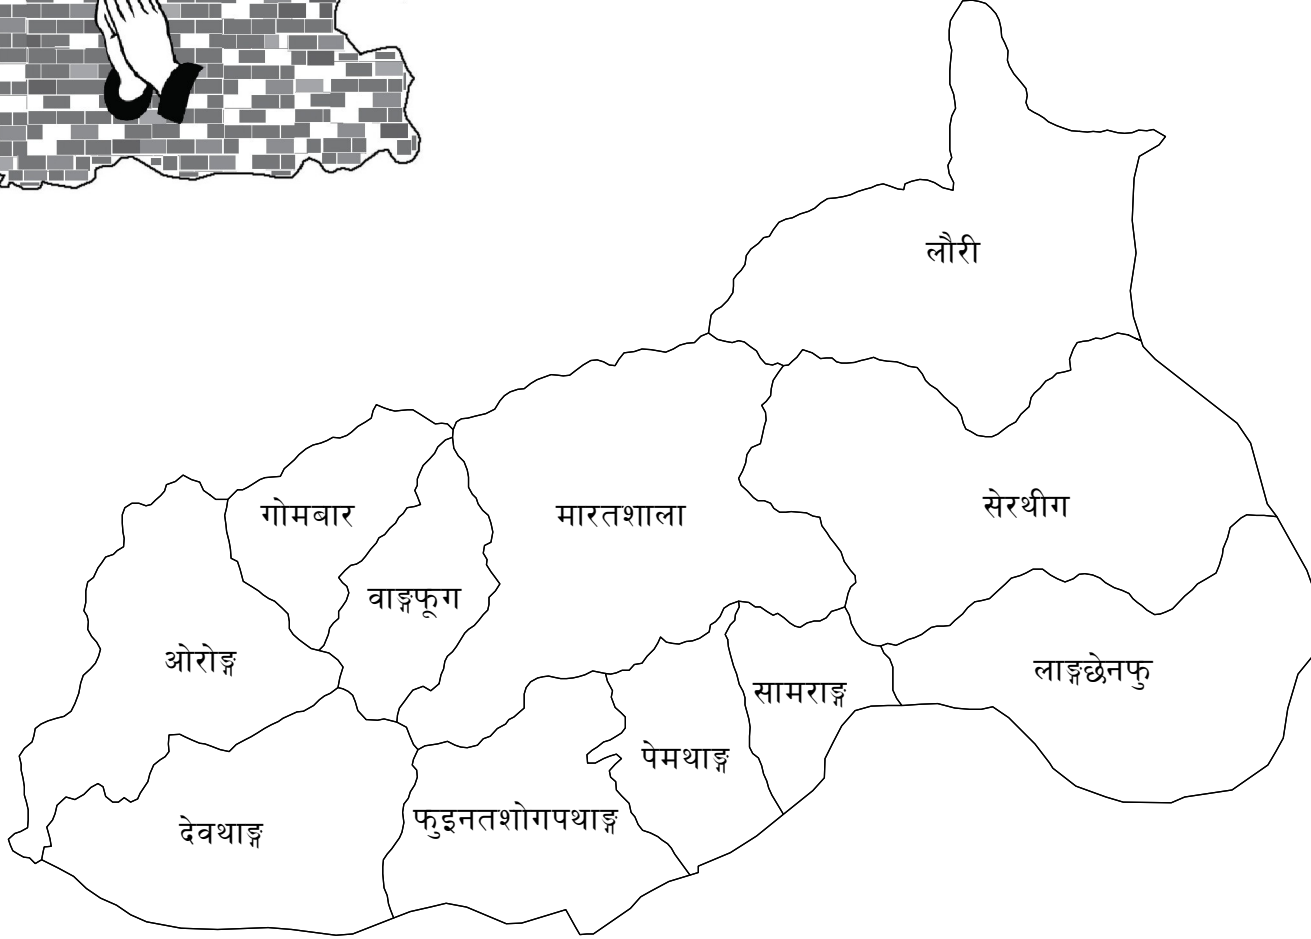 लौरी
सेरथीग
गोमबार
मारतशाला
वाङ्गफूग
ओरोङ्ग
लाङ्गछेनफु
सामराङ्ग
पेमथाङ्ग
फुइनतशोगपथाङ्ग
देवथाङ्ग